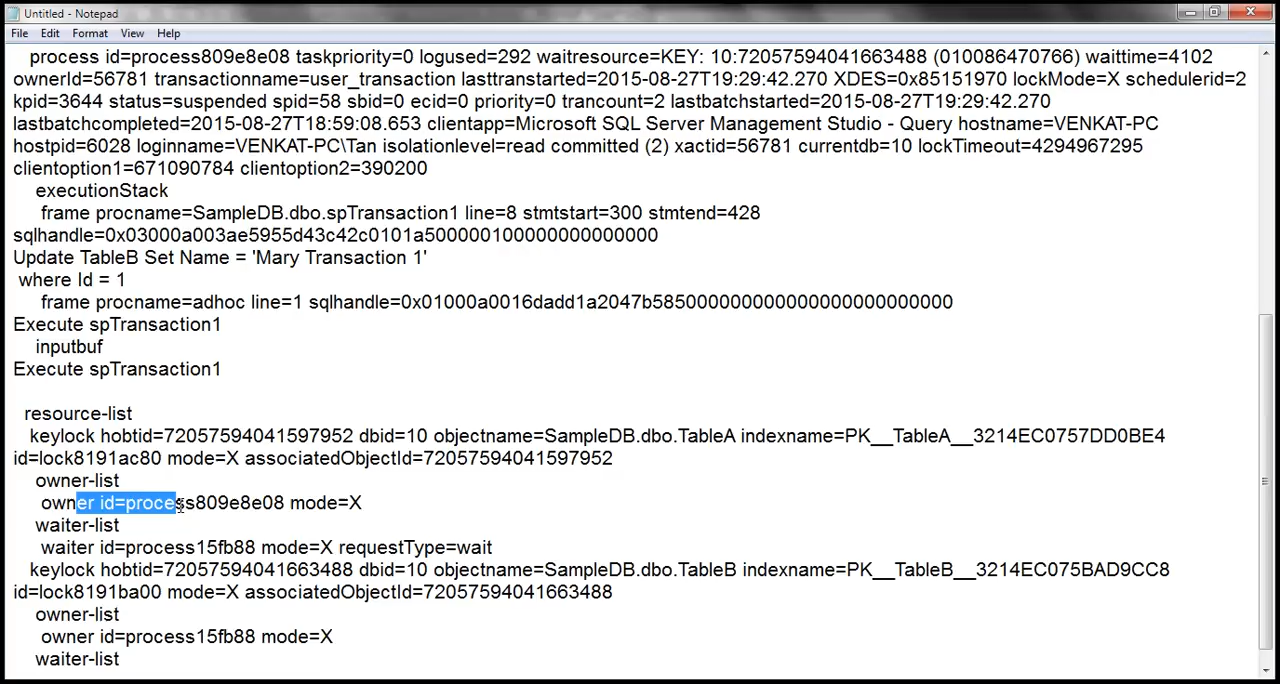 Untitled - Notepad
File Edit Format View Help
process id=process809e8e08 taskpriority=0 logused=292 waitresource=KEY: 10:72057594041663488 (010086470766) waittime=4102
ownerId=56781 transactionname=user_transaction lasttranstarted=2015-08-27T19:29:42.270 XDES=0x85151970 lockMode=X schedulerid=2
kpid=3644 status=suspended spid=58 sbid=0 ecid=0 priority=0 trancount=2 lastbatchstarted=2015-08-27T19:29:42.270
lastbatchcompleted=2015-08-27T18:59:08.653 clientapp=Microsoft SQL Server Management Studio - Query hostname=VENKAT-PC
hostpid=6028 loginname=VENKAT-PC\Tan isolationlevel=read committed (2) xactid=56781 currentdb=10 lockTimeout=4294967295
clientoption1=671090784 clientoption2=390200
executionStack
frame procname=SampleDB.dbo.spTransaction1 line=8 stmtstart=300 stmtend=428
sqlhandle=0x03000a003ae5955d43c42c0101a500000100000000000000
Update TableB Set Name = 'Mary Transaction 1'
where Id = 1
frame procname=adhoc line=1 sqlhandle=0x01000a0016dadd1a2047b5850000000000000000000000000
Execute spTransaction1
inputbuf
Execute spTransaction1
resource-list
keylock hobtid=72057594041597952 dbid=10 objectname=SampleDB.dbo.TableA indexname=PK__TableA__3214EC0757DD0BE4
id=lock8191ac80 mode=X associatedObjectId=72057594041597952
owner-list
owner id=process809e8e08 mode=X
waiter-list
waiter id=process15fb88 mode=X requestType=wait
keylock hobtid=72057594041663488 dbid=10 objectname=SampleDB.dbo.TableB indexname=PK__TableB__3214EC075BAD9CC8
id=lock8191ba00 mode=X associatedObjectId=72057594041663488
owner-list
owner id=process15fb88 mode=X
waiter-list